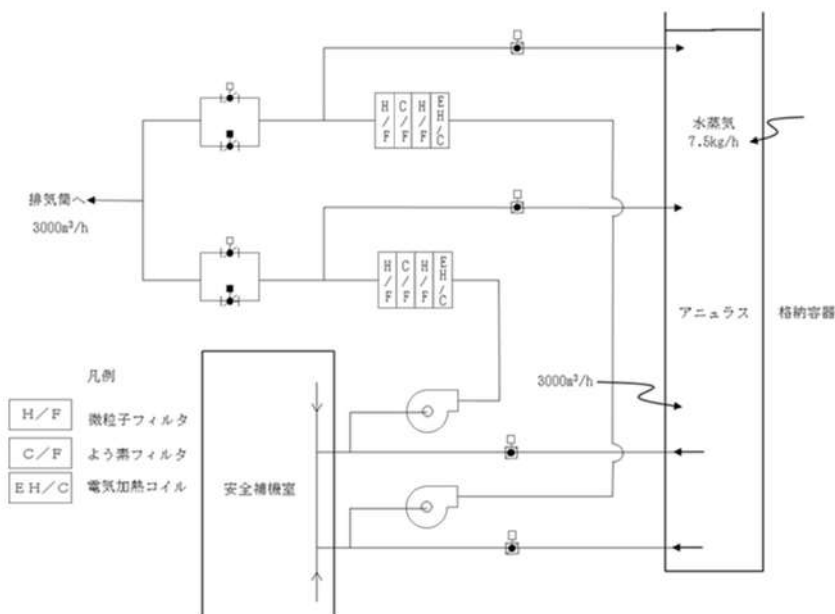 H/F
C/F
H/F
EH/C
水蒸気
7.5kg/h
排気筒へ
3000m³/h
H/F
C/F
H/F
EH/C
アニュラス
格納容器
3000m³/h
凡例
H/F 微粒子フィルタ
C/F よう素フィルタ
EH/C 電気加熱コイル
安全補機室